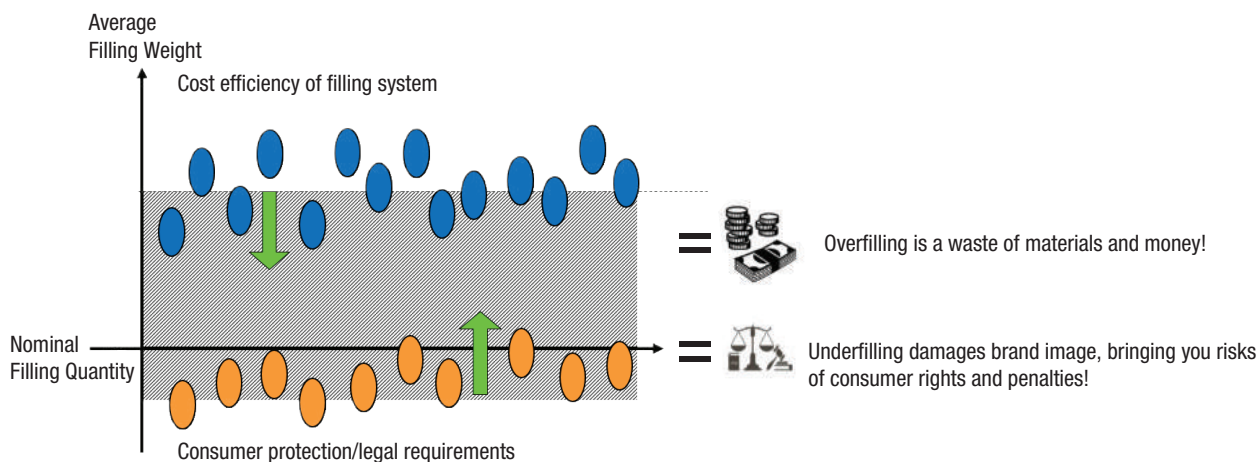 Average
Filling Weight
Cost efficiency of filling system
Overfilling is a waste of materials and money!
Nominal
Filling Quantity
Underfilling damages brand image, bringing you risks
of consumer rights and penalties!
Consumer protection/legal requirements